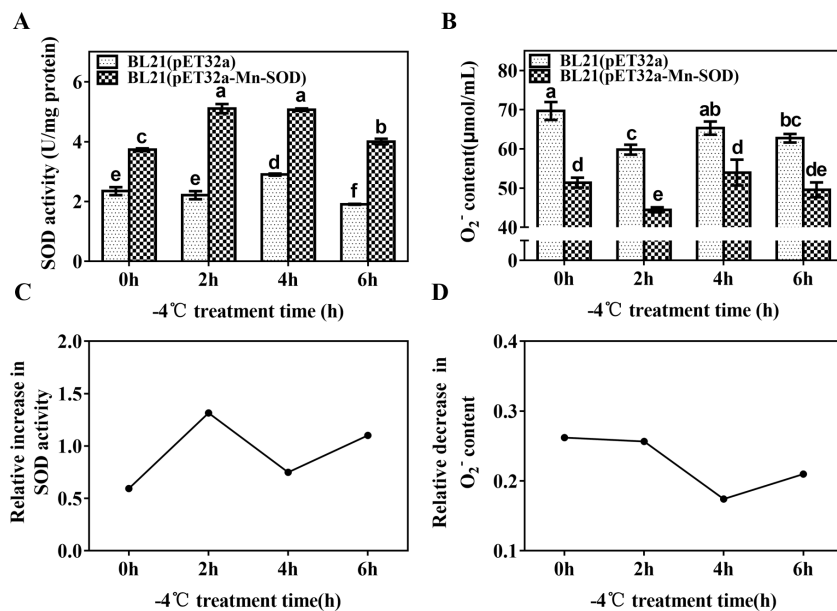 A
BL21(pET32a)
BL21(pET32a-Mn-SOD)
SOD activity (U/mg protein)
6
4
2
0
e
c
e
a
d
a
f
b
0h
2h
4h
6h
-4℃ treatment time (h)
B
BL21(pET32a)
BL21(pET32a-Mn-SOD)
O₂⁻ content(μmol/mL)
80
70
60
50
40
0
a
d
c
e
ab
d
bc
de
0h
2h
4h
6h
-4℃ treatment time (h)
C
Relative increase in
SOD activity
2.0
1.5
1.0
0.5
0.0
0h
2h
4h
6h
-4℃ treatment time(h)
D
Relative decrease in
O₂⁻ content
0.4
0.3
0.2
0.1
0h
2h
4h
6h
-4℃ treatment time(h)